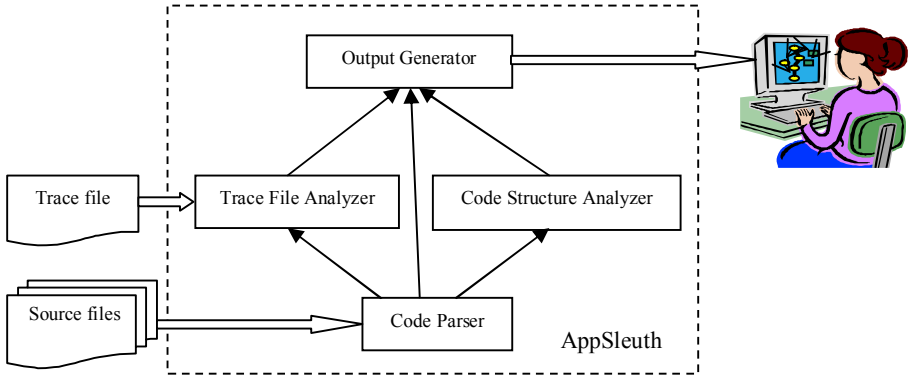 Output Generator
Trace file
Trace File Analyzer
Code Structure Analyzer
Source files
Code Parser
AppSleuth